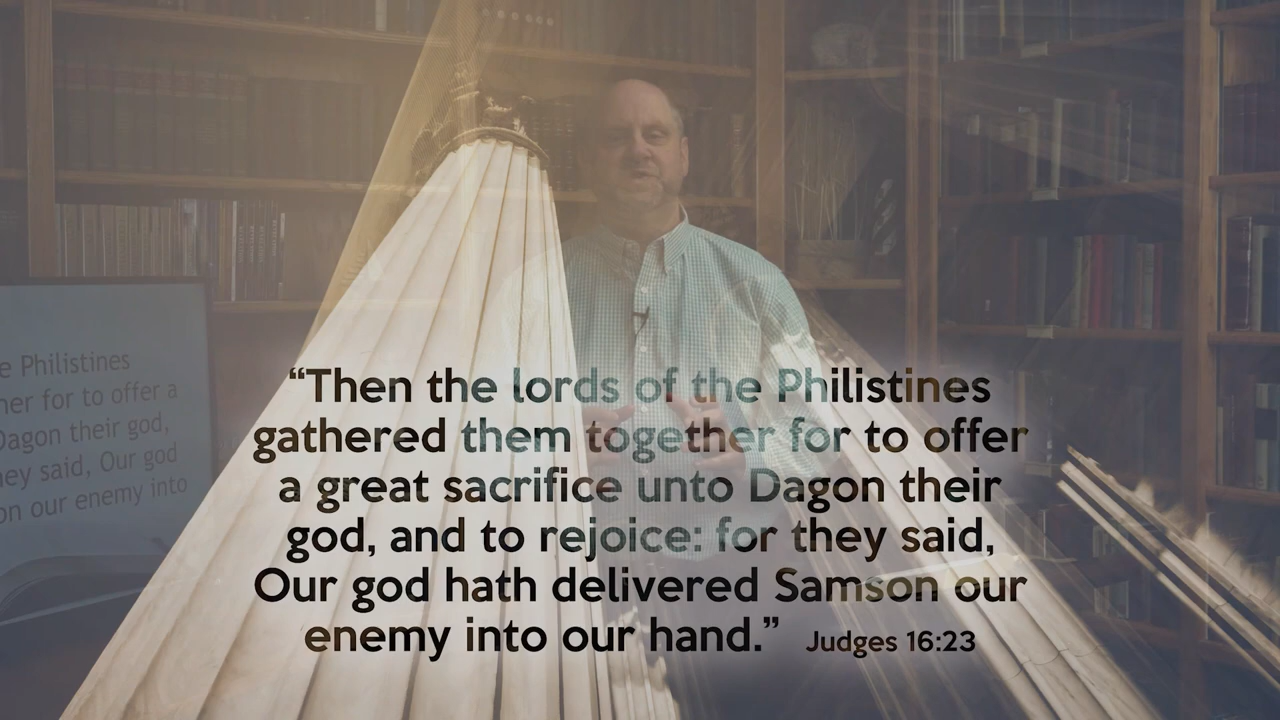 “Then the lords of the Philistines
gathered them together for to offer
a great sacrifice unto Dagon their
god, and to rejoice: for they said,
Our god hath delivered Samson our
enemy into our hand.” Judges 16:23
e Philistines
her for to offer a
Dagon their god,
hey said, Our god
on our enemy into